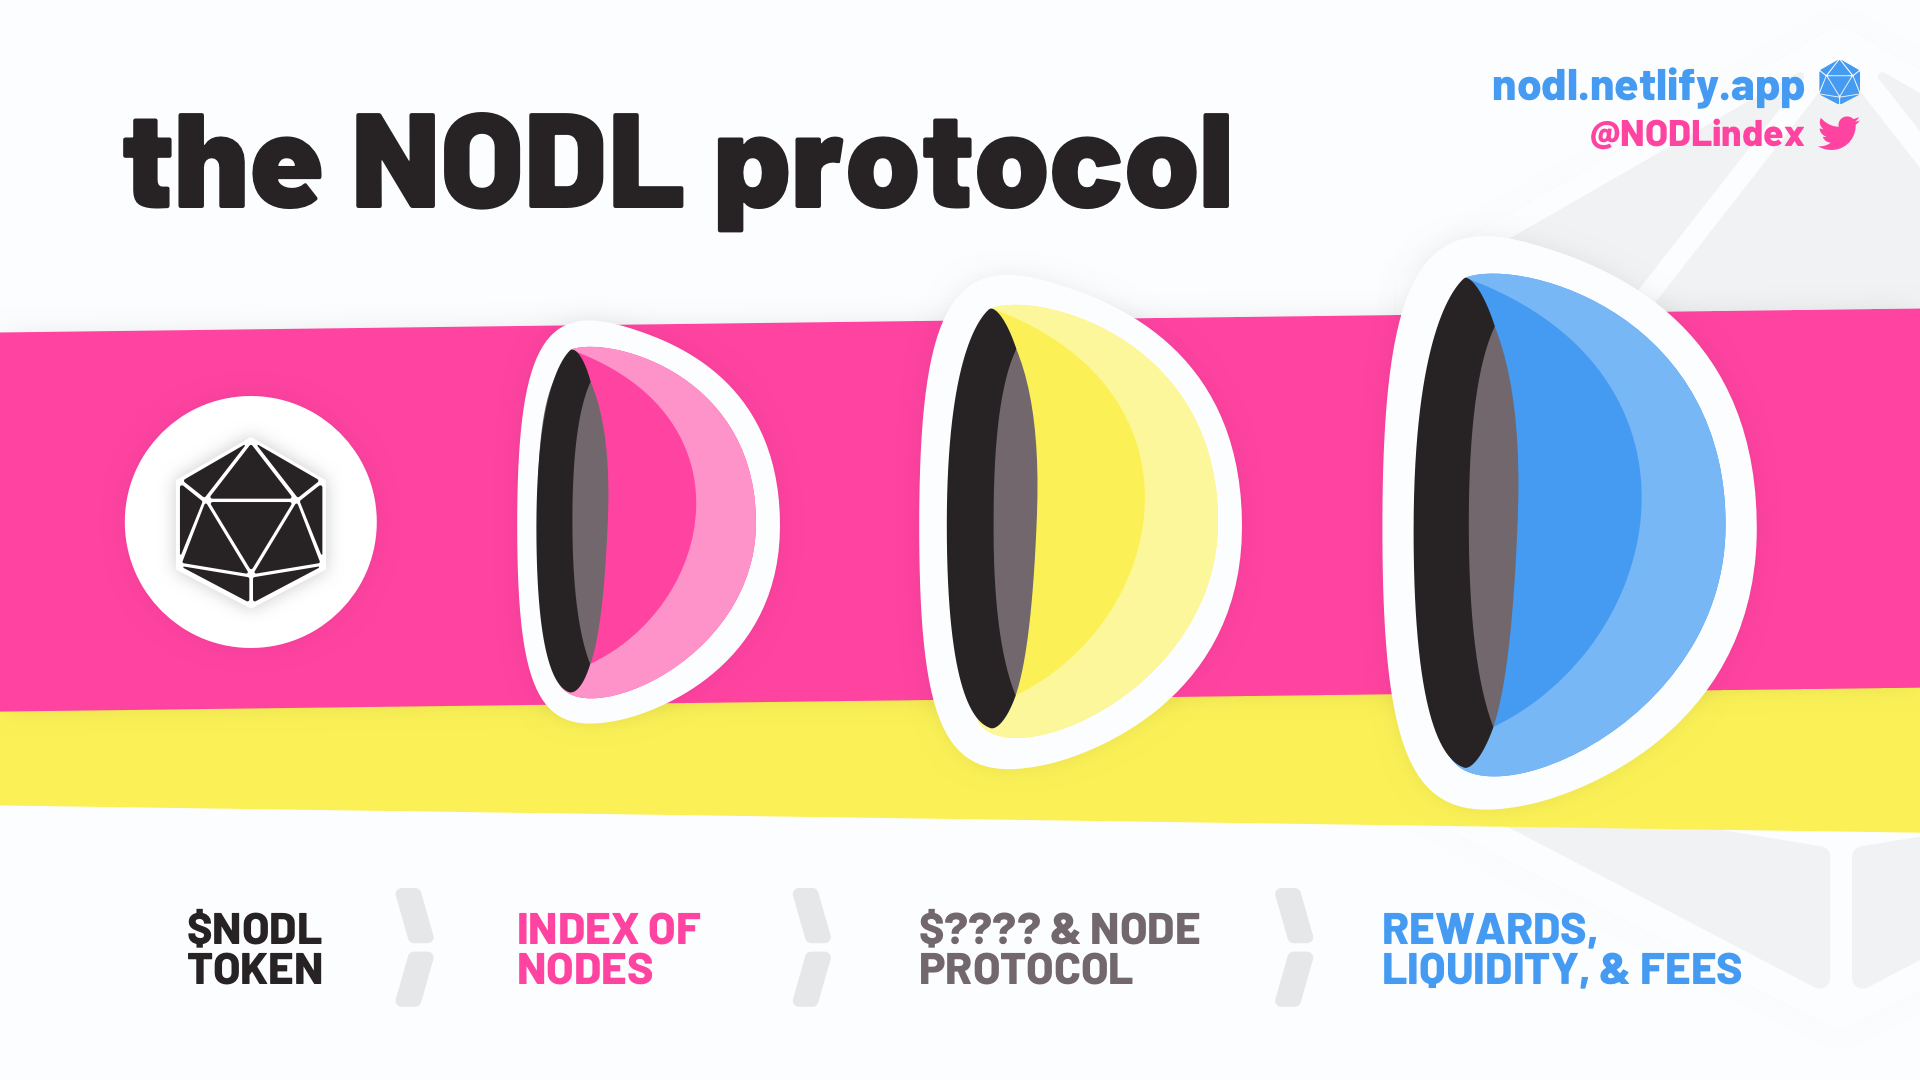 the NODL protocol
nodl.netlify.app
@NODLindex
$NODL
TOKEN
INDEX OF
NODES
$???? & NODE
PROTOCOL
REWARDS,
LIQUIDITY, & FEES